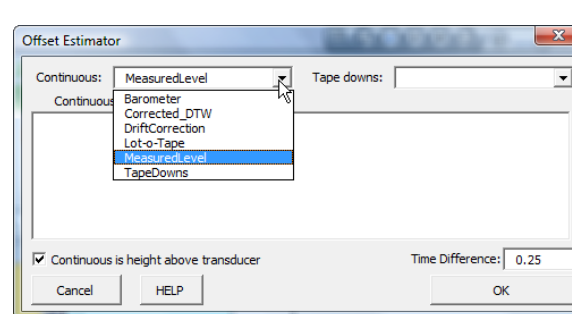 Offset Estimator
Continuous: MeasuredLevel Tape downs:
Continuous
Barometer
Corrected_DTW
DriftCorrection
Lot-o-Tape
MeasuredLevel
TapeDowns
Continuous is height above transducer Time Difference: 0.25
Cancel HELP OK